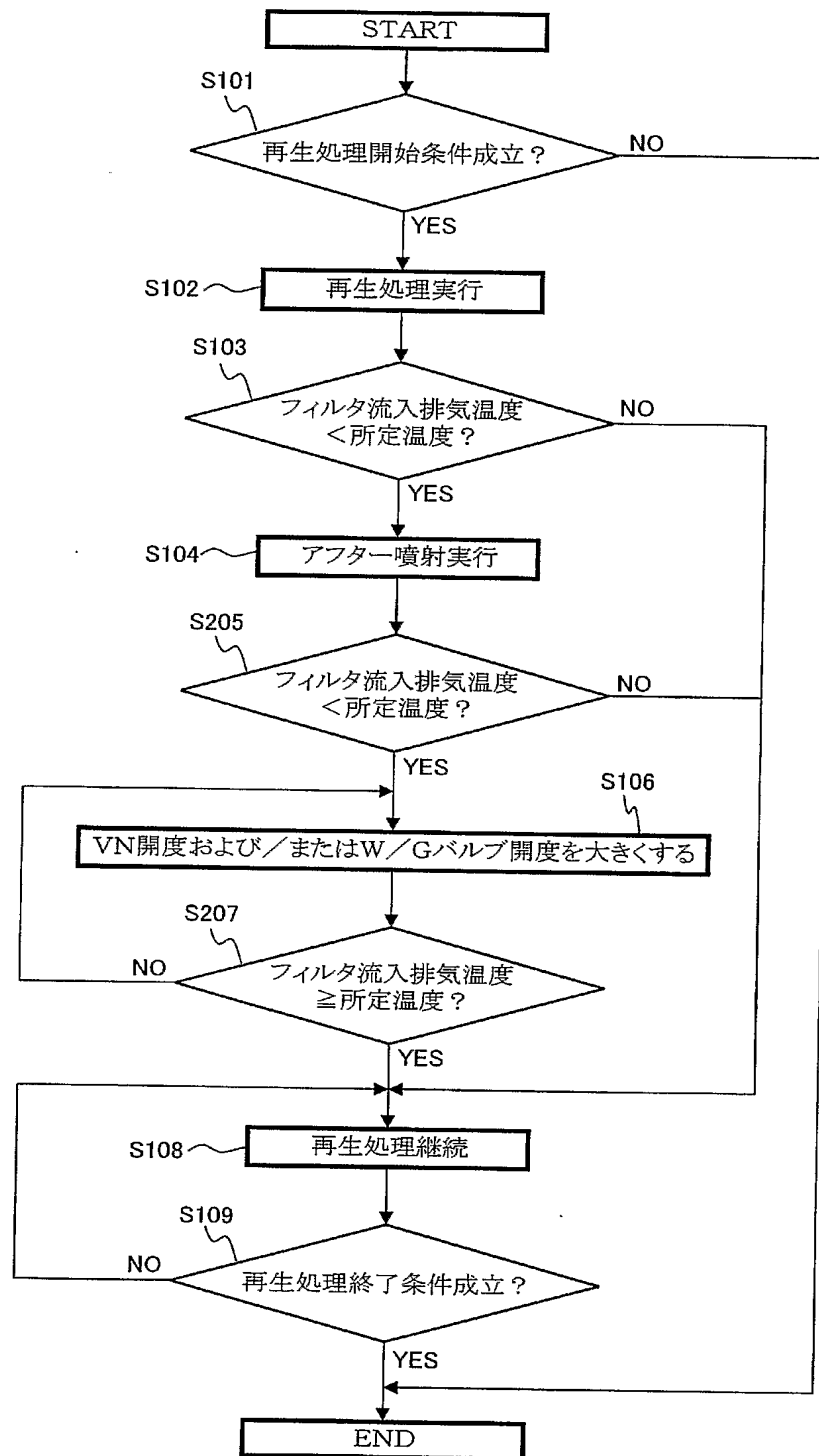 START
S101
再生処理開始条件成立?
NO
YES
S102
再生処理実行
S103
フィルタ流入排気温度
<所定温度?
NO
YES
S104
アフター噴射実行
S205
フィルタ流入排気温度
<所定温度?
NO
YES
S106
VN開度および/またはW/Gバルブ開度を大きくする
S207
NO
フィルタ流入排気温度
≧所定温度?
YES
S108
再生処理継続
S109
NO
再生処理終了条件成立?
YES
END